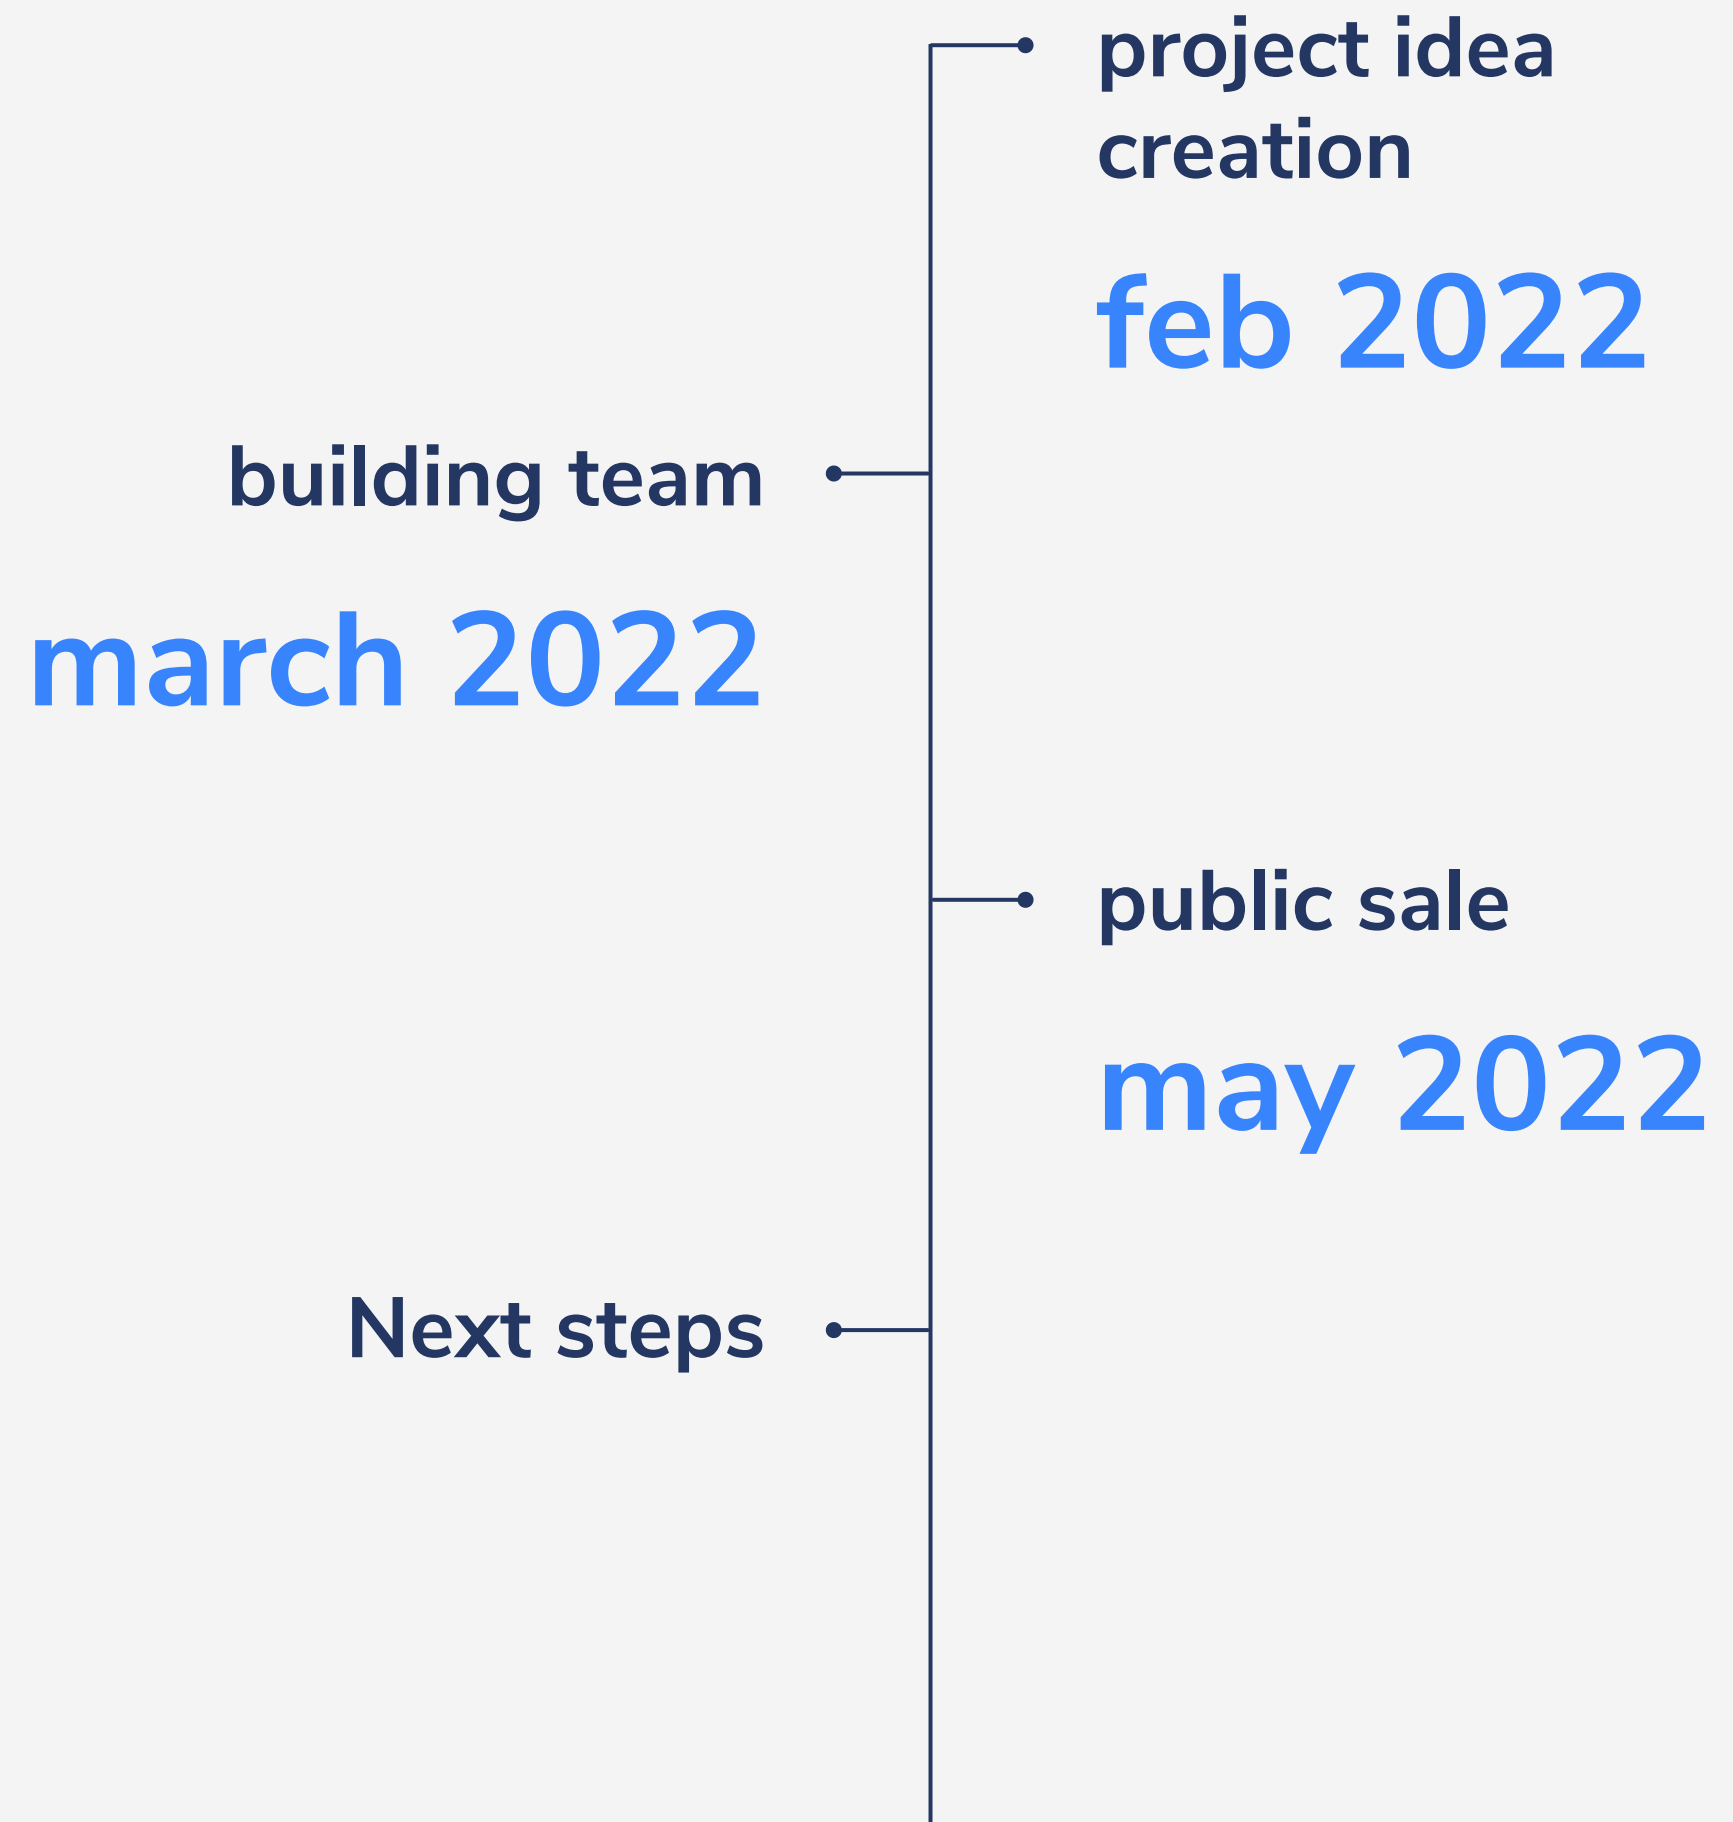 project idea
creation
feb 2022
building team
march 2022
public sale
may 2022
Next steps